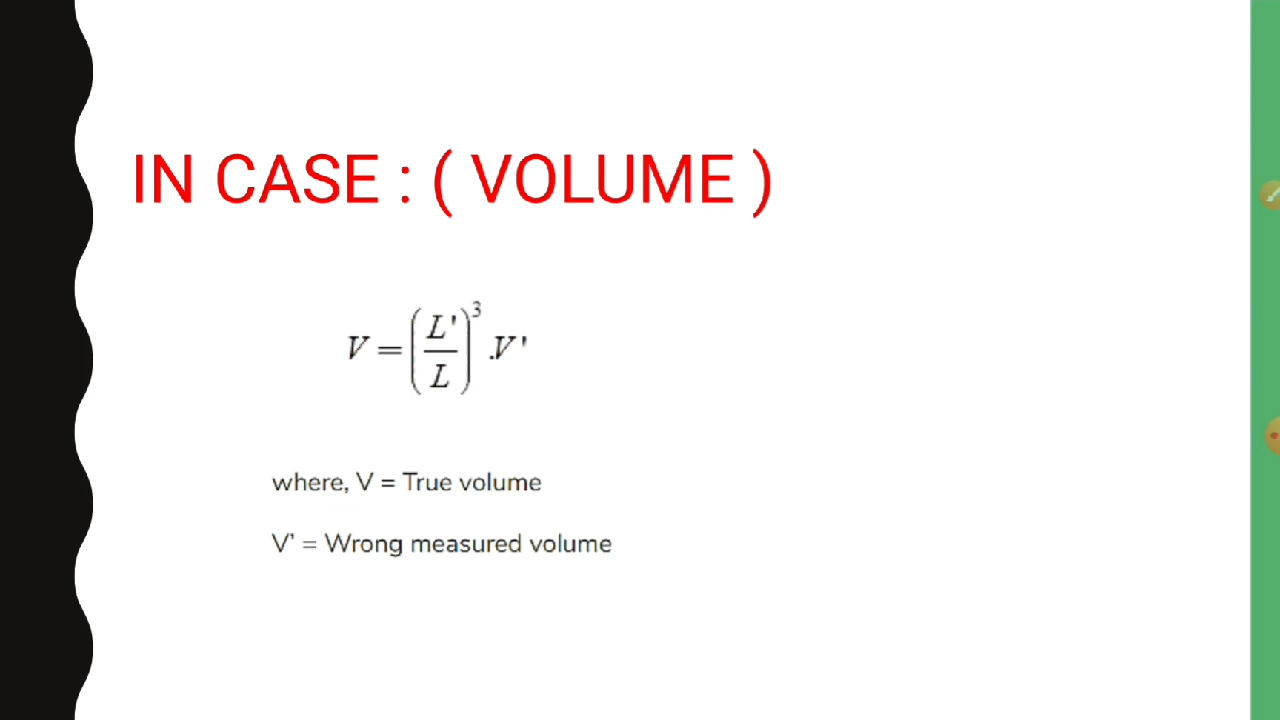 IN CASE : ( VOLUME )
V = (L'/L)³ .V'
where, V = True volume
V' = Wrong measured volume